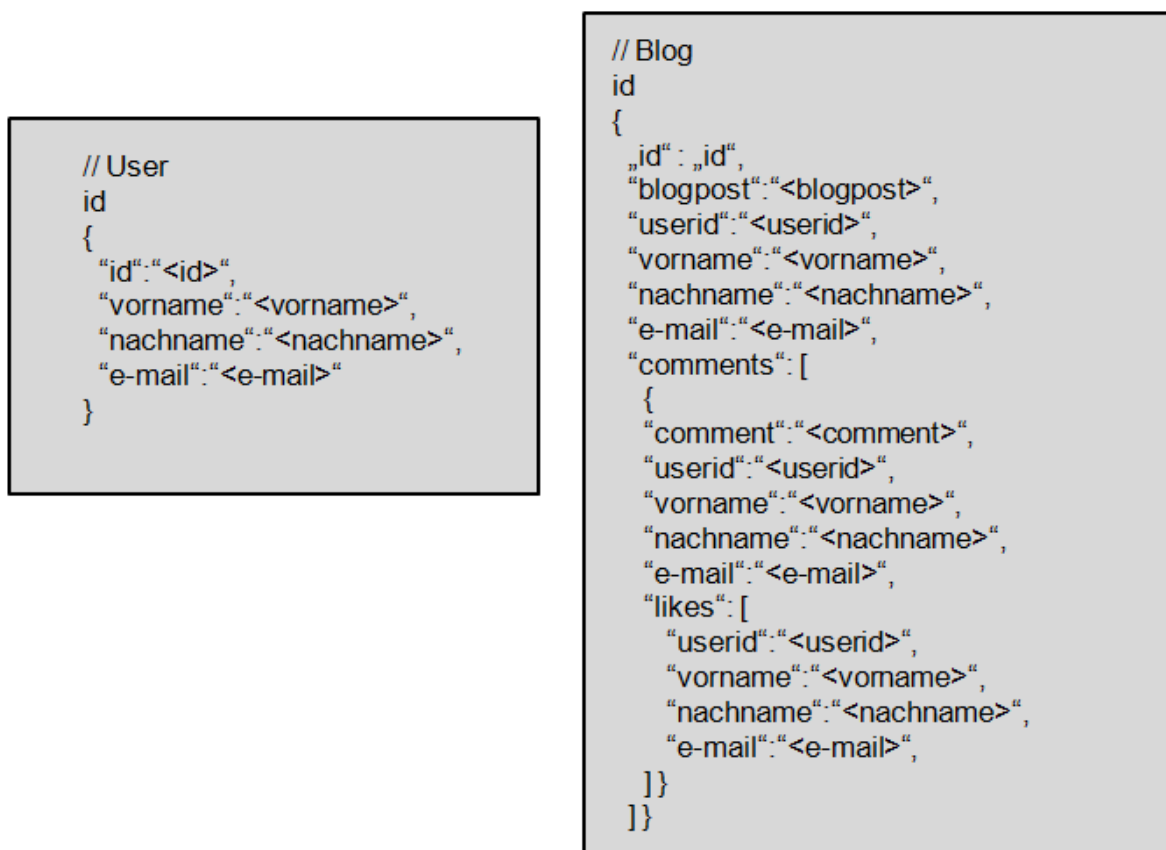 // User
id
{
“id“:“<id>“,
“vorname“:“<vorname>“,
“nachname“:“<nachname>“,
“e-mail“:“<e-mail>“
}
// Blog
id
{
„id“ : „id“,
“blogpost“:“<blogpost>“,
“userid“:“<userid>“,
“vorname“:“<vorname>“,
“nachname“:“<nachname>“,
“e-mail“:“<e-mail>“,
“comments“: [
{
“comment“:“<comment>“,
“userid“:“<userid>“,
“vorname“:“<vorname>“,
“nachname“:“<nachname>“,
“e-mail“:“<e-mail>“,
“likes“: [
“userid“:“<userid>“,
“vorname“:“<vorname>“,
“nachname“:“<nachname>“,
“e-mail“:“<e-mail>“,
] }
] }